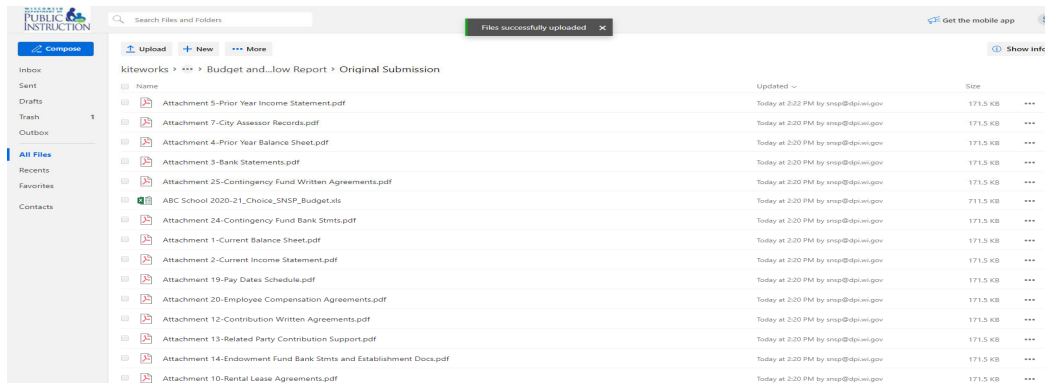 WISCONSIN
DEPARTMENT OF
PUBLIC
INSTRUCTION
Search Files and Folders
Files successfully uploaded ×
Get the mobile app
Compose
Upload + New ••• More
Show info
Inbox
Sent
Drafts
Trash 1
Outbox
All Files
Recents
Favorites
Contacts
kiteworks > ••• > Budget and...low Report > Original Submission
Name Updated Size
Attachment 5-Prior Year Income Statement.pdf Today at 2:22 PM by snsp@dpi.wi.gov 171.5 KB •••
Attachment 7-City Assessor Records.pdf Today at 2:20 PM by snsp@dpi.wi.gov 171.5 KB •••
Attachment 4-Prior Year Balance Sheet.pdf Today at 2:20 PM by snsp@dpi.wi.gov 171.5 KB •••
Attachment 3-Bank Statements.pdf Today at 2:20 PM by snsp@dpi.wi.gov 171.5 KB •••
Attachment 25-Contingency Fund Written Agreements.pdf Today at 2:20 PM by snsp@dpi.wi.gov 171.5 KB •••
ABC School 2020-21_Choice_SNSP_Budget.xls Today at 2:20 PM by snsp@dpi.wi.gov 711.5 KB •••
Attachment 24-Contingency Fund Bank Stmts.pdf Today at 2:20 PM by snsp@dpi.wi.gov 171.5 KB •••
Attachment 1-Current Balance Sheet.pdf Today at 2:20 PM by snsp@dpi.wi.gov 171.5 KB •••
Attachment 2-Current Income Statement.pdf Today at 2:20 PM by snsp@dpi.wi.gov 171.5 KB •••
Attachment 19-Pay Dates Schedule.pdf Today at 2:20 PM by snsp@dpi.wi.gov 171.5 KB •••
Attachment 20-Employee Compensation Agreements.pdf Today at 2:20 PM by snsp@dpi.wi.gov 171.5 KB •••
Attachment 12-Contribution Written Agreements.pdf Today at 2:20 PM by snsp@dpi.wi.gov 171.5 KB •••
Attachment 13-Related Party Contribution Support.pdf Today at 2:20 PM by snsp@dpi.wi.gov 171.5 KB •••
Attachment 14-Endowment Fund Bank Stmts and Establishment Docs.pdf Today at 2:20 PM by snsp@dpi.wi.gov 171.5 KB •••
Attachment 10-Rental Lease Agreements.pdf Today at 2:20 PM by snsp@dpi.wi.gov 171.5 KB •••